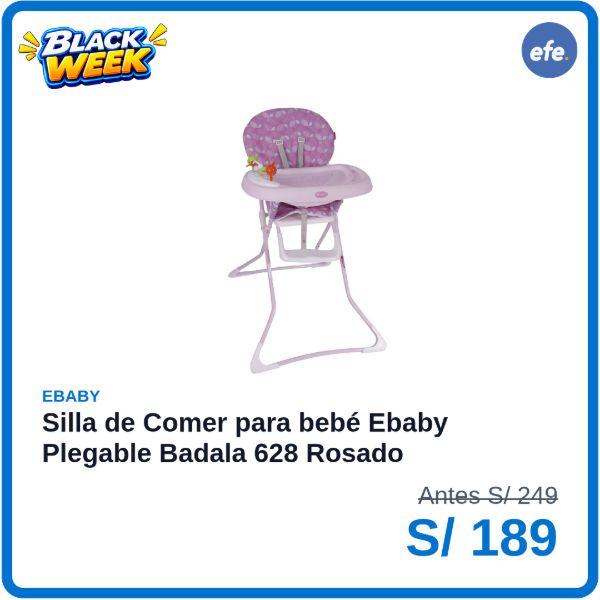 BLACK
WEEK
efe.
EBABY
Silla de Comer para bebé Ebaby
Plegable Badala 628 Rosado
Antes S/ 249
S/ 189